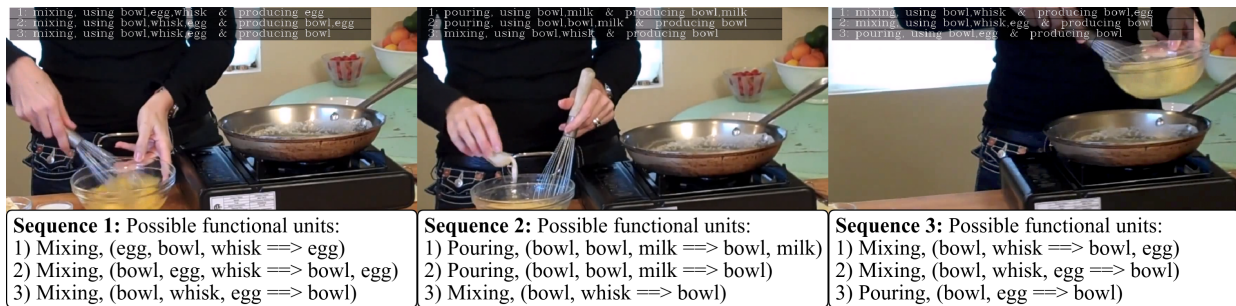 1: mixing, using bowl,egg,whisk & producing egg
2: mixing, using bowl,whisk & producing bowl,egg
3: mixing, using bowl,whisk,egg & producing bowl
1: pouring, using bowl,milk & producing bowl,milk
2: pouring, using bowl,bowl,milk & producing bowl
3: mixing, using bowl,whisk & producing bowl
1: mixing, using bowl,whisk & producing bowl,egg
2: mixing, using bowl,whisk,egg & producing bowl
3: pouring, using bowl,egg & producing bowl
Sequence 1: Possible functional units:
1) Mixing, (egg, bowl, whisk ==> egg)
2) Mixing, (bowl, egg, whisk ==> bowl, egg)
3) Mixing, (bowl, whisk, egg ==> bowl)
Sequence 2: Possible functional units:
1) Pouring, (bowl, bowl, milk ==> bowl, milk)
2) Pouring, (bowl, bowl, milk ==> bowl)
3) Mixing, (bowl, whisk ==> bowl)
Sequence 3: Possible functional units:
1) Mixing, (bowl, whisk ==> bowl, egg)
2) Mixing, (bowl, whisk, egg ==> bowl)
3) Pouring, (bowl, egg ==> bowl)